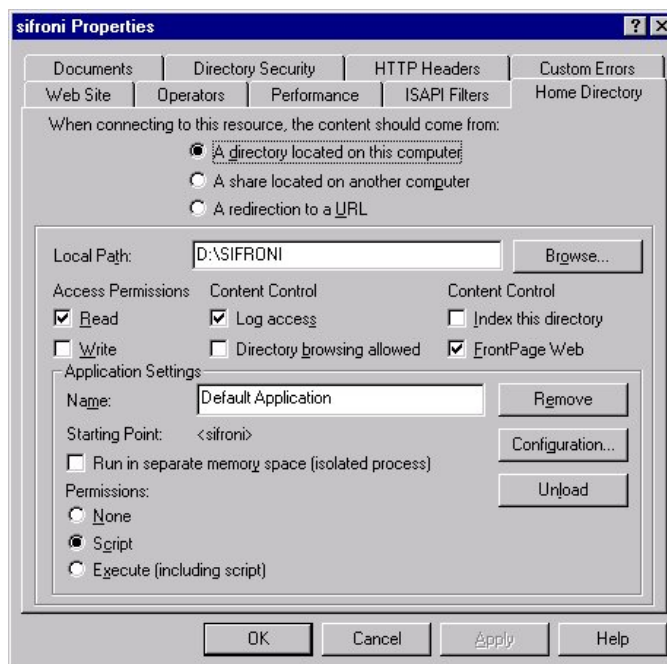 sifroni Properties
Documents Directory Security HTTP Headers Custom Errors
Web Site Operators Performance ISAPI Filters Home Directory
When connecting to this resource, the content should come from:
A directory located on this computer
A share located on another computer
A redirection to a URL
Local Path: D:\SIFRONI Browse...
Access Permissions Content Control Content Control
Read Log access Index this directory
Write Directory browsing allowed FrontPage Web
Application Settings
Name: Default Application Remove
Starting Point: <sifroni> Configuration...
Run in separate memory space (isolated process)
Permissions: Unload
None
Script
Execute (including script)
OK Cancel Apply Help